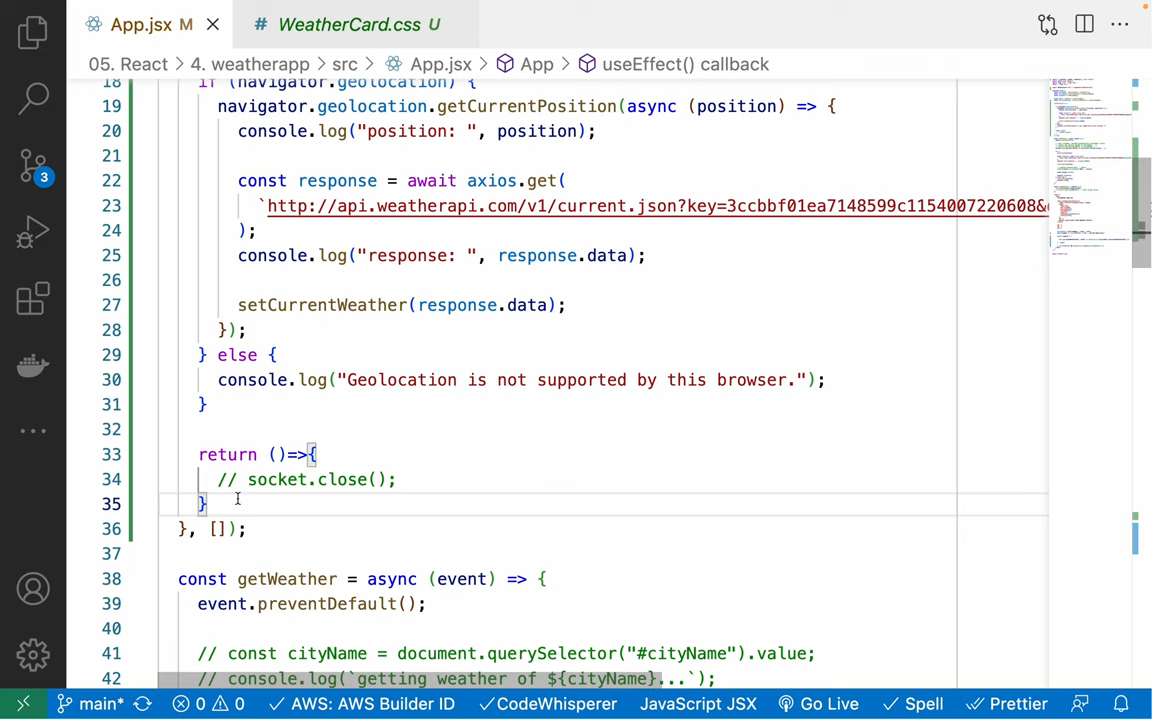 App.jsx M
# WeatherCard.css U
05. React > 4. weatherapp > src > App.jsx > App > useEffect() callback
18 if (navigator.geolocation) {
19 navigator.geolocation.getCurrentPosition(async (position) => {
20 console.log("position: ", position);
21
22 const response = await axios.get(
23 `http://api.weatherapi.com/v1/current.json?key=3ccbbf01ea7148599c1154007220608&
24 );
25 console.log("response: ", response.data);
26
27 setCurrentWeather(response.data);
28 });
29 } else {
30 console.log("Geolocation is not supported by this browser.");
31 }
32
33 return ()=>{
34 // socket.close();
35 }
36 }, []);
37
38 const getWeather = async (event) => {
39 event.preventDefault();
40
41 // const cityName = document.querySelector("#cityName").value;
42 // console.log(`getting weather of ${cityName}...`);
3
main* 0 0 AWS: AWS Builder ID CodeWhisperer JavaScript JSX Go Live Spell Prettier